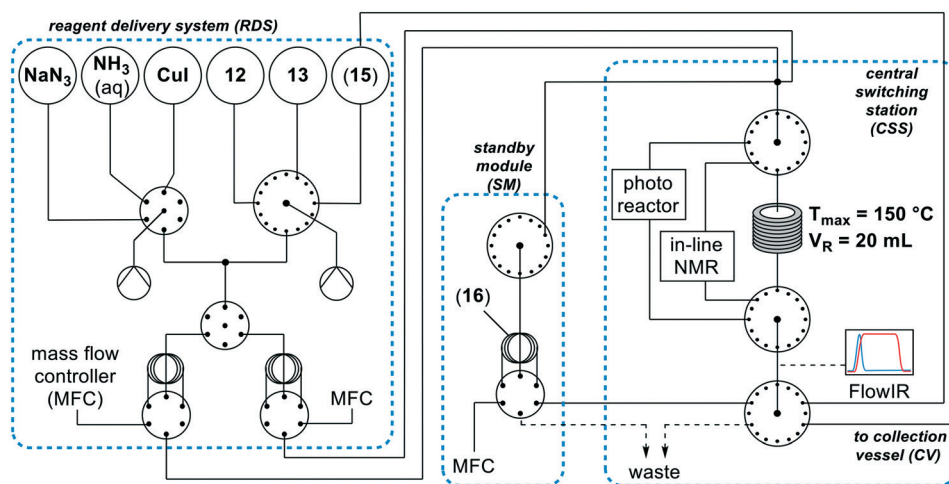 reagent delivery system (RDS)
NaN₃
NH₃
(aq)
CuI
12
13
(15)
central
switching
station
(CSS)
standby
module
(SM)
photo
reactor
in-line
NMR
Tmax = 150 °C
VR = 20 mL
(16)
mass flow
controller
(MFC)
MFC
MFC
FlowIR
waste
to collection
vessel (CV)